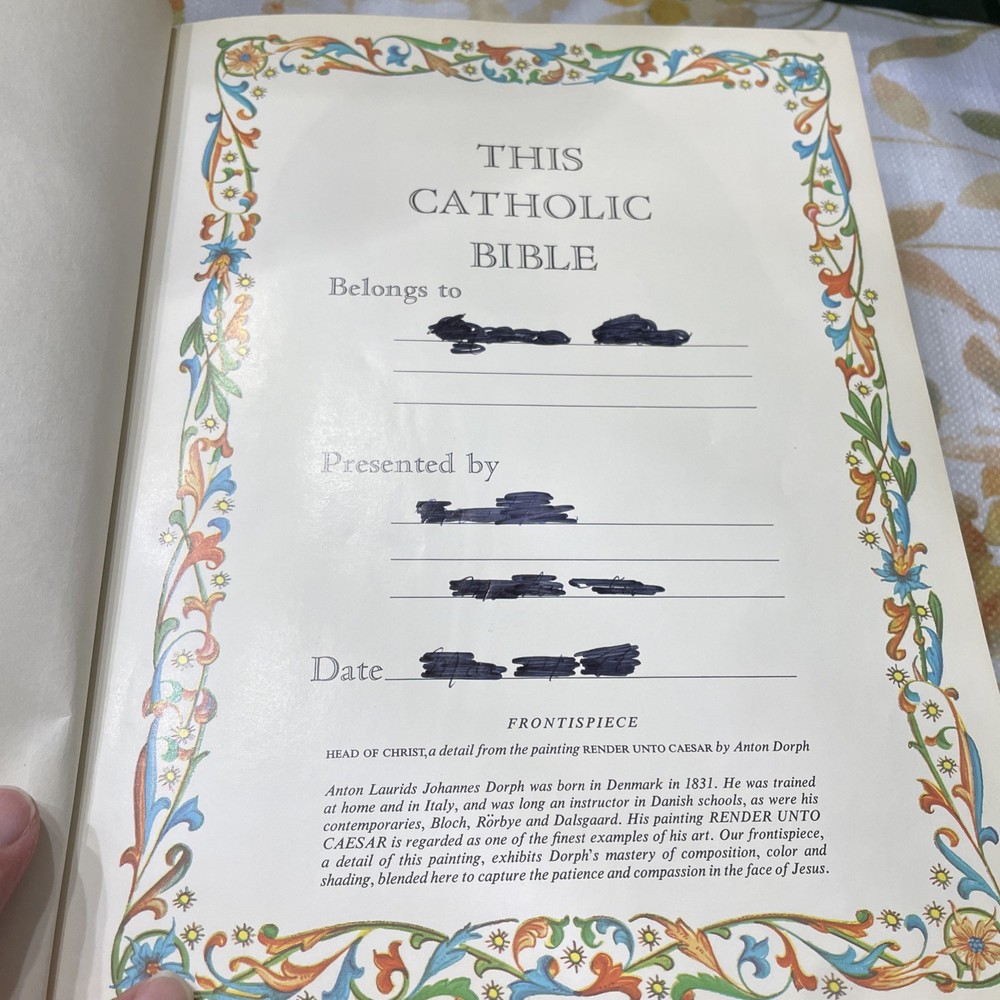 THIS
CATHOLIC
BIBLE
Belongs to
Presented by
Date
FRONTISPIECE
HEAD OF CHRIST, a detail from the painting RENDER UNTO CAESAR by Anton Dorph
Anton Laurids Johannes Dorph was born in Denmark in 1831. He was trained
at home and in Italy, and was long an instructor in Danish schools, as were his
contemporaries, Bloch, Rörbye and Dalsgaard. His painting RENDER UNTO
CAESAR is regarded as one of the finest examples of his art. Our frontispiece,
a detail of this painting, exhibits Dorph's mastery of composition, color and
shading, blended here to capture the patience and compassion in the face of Jesus.